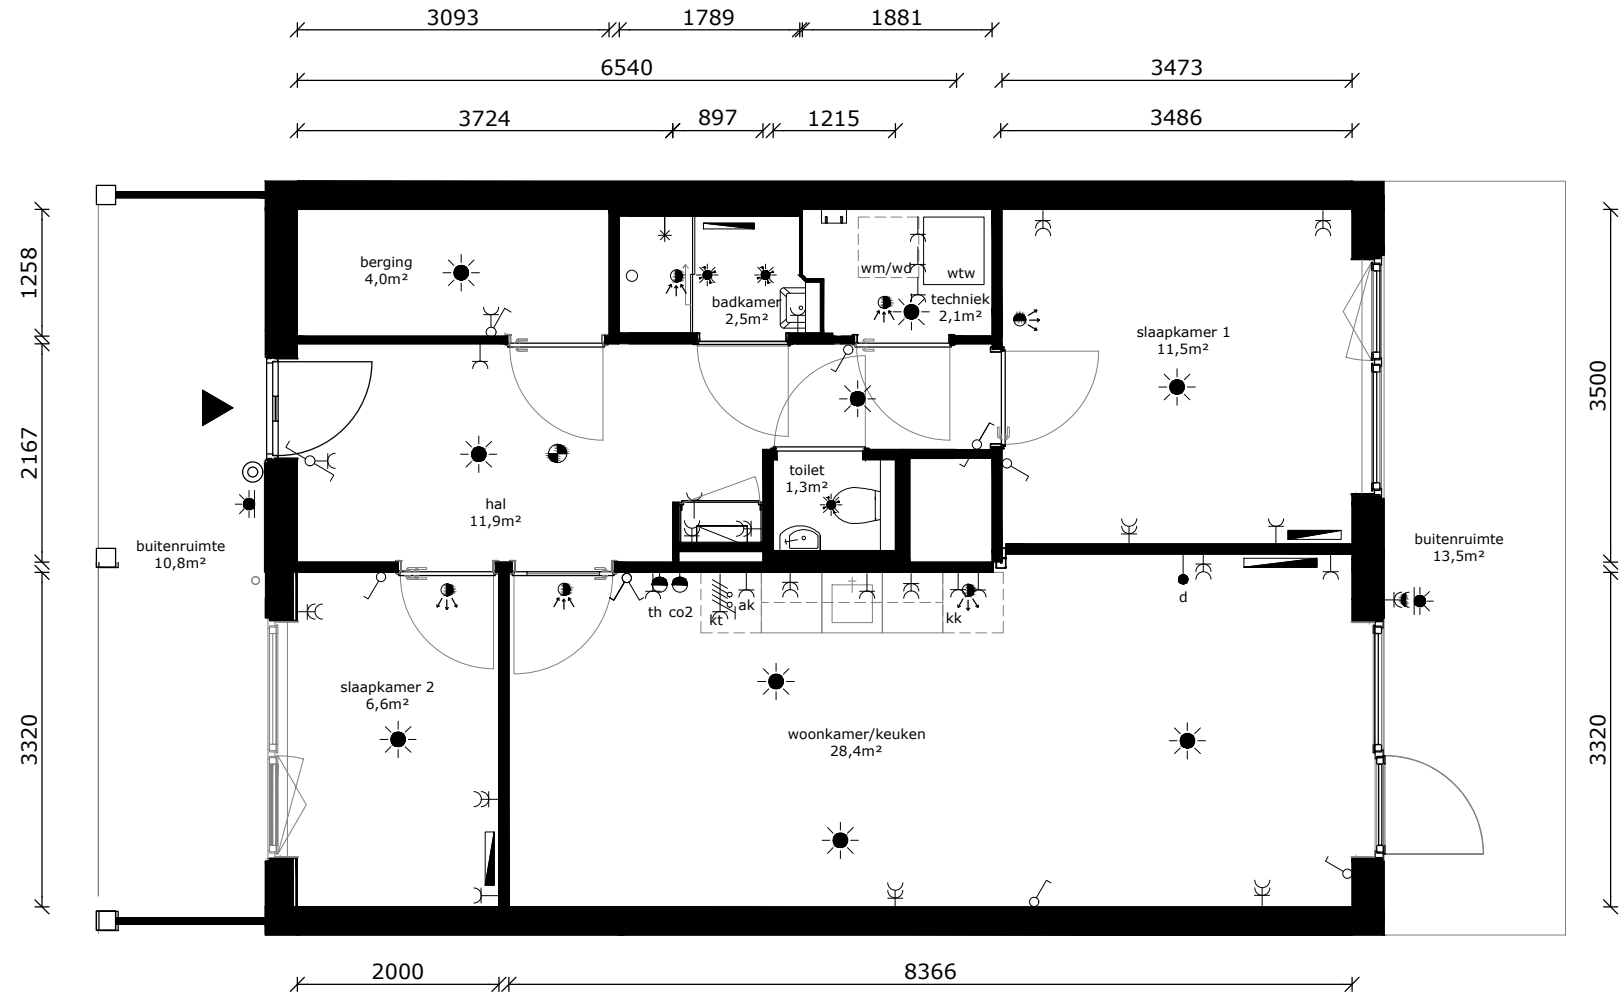 3093 1789 1881
6540 3473
3724 897 1215 3486
1258
2167
3320
3500
3320
berging
4,0m²
badkamer
2,5m²
wm/wd
wtw
techniek
2,1m²
slaapkamer 1
11,5m²
toilet
1,3m²
hal
11,9m²
buitenruimte
10,8m²
buitenruimte
13,5m²
th co2
kt
ak
kk
d
slaapkamer 2
6,6m²
woonkamer/keuken
28,4m²
2000 8366